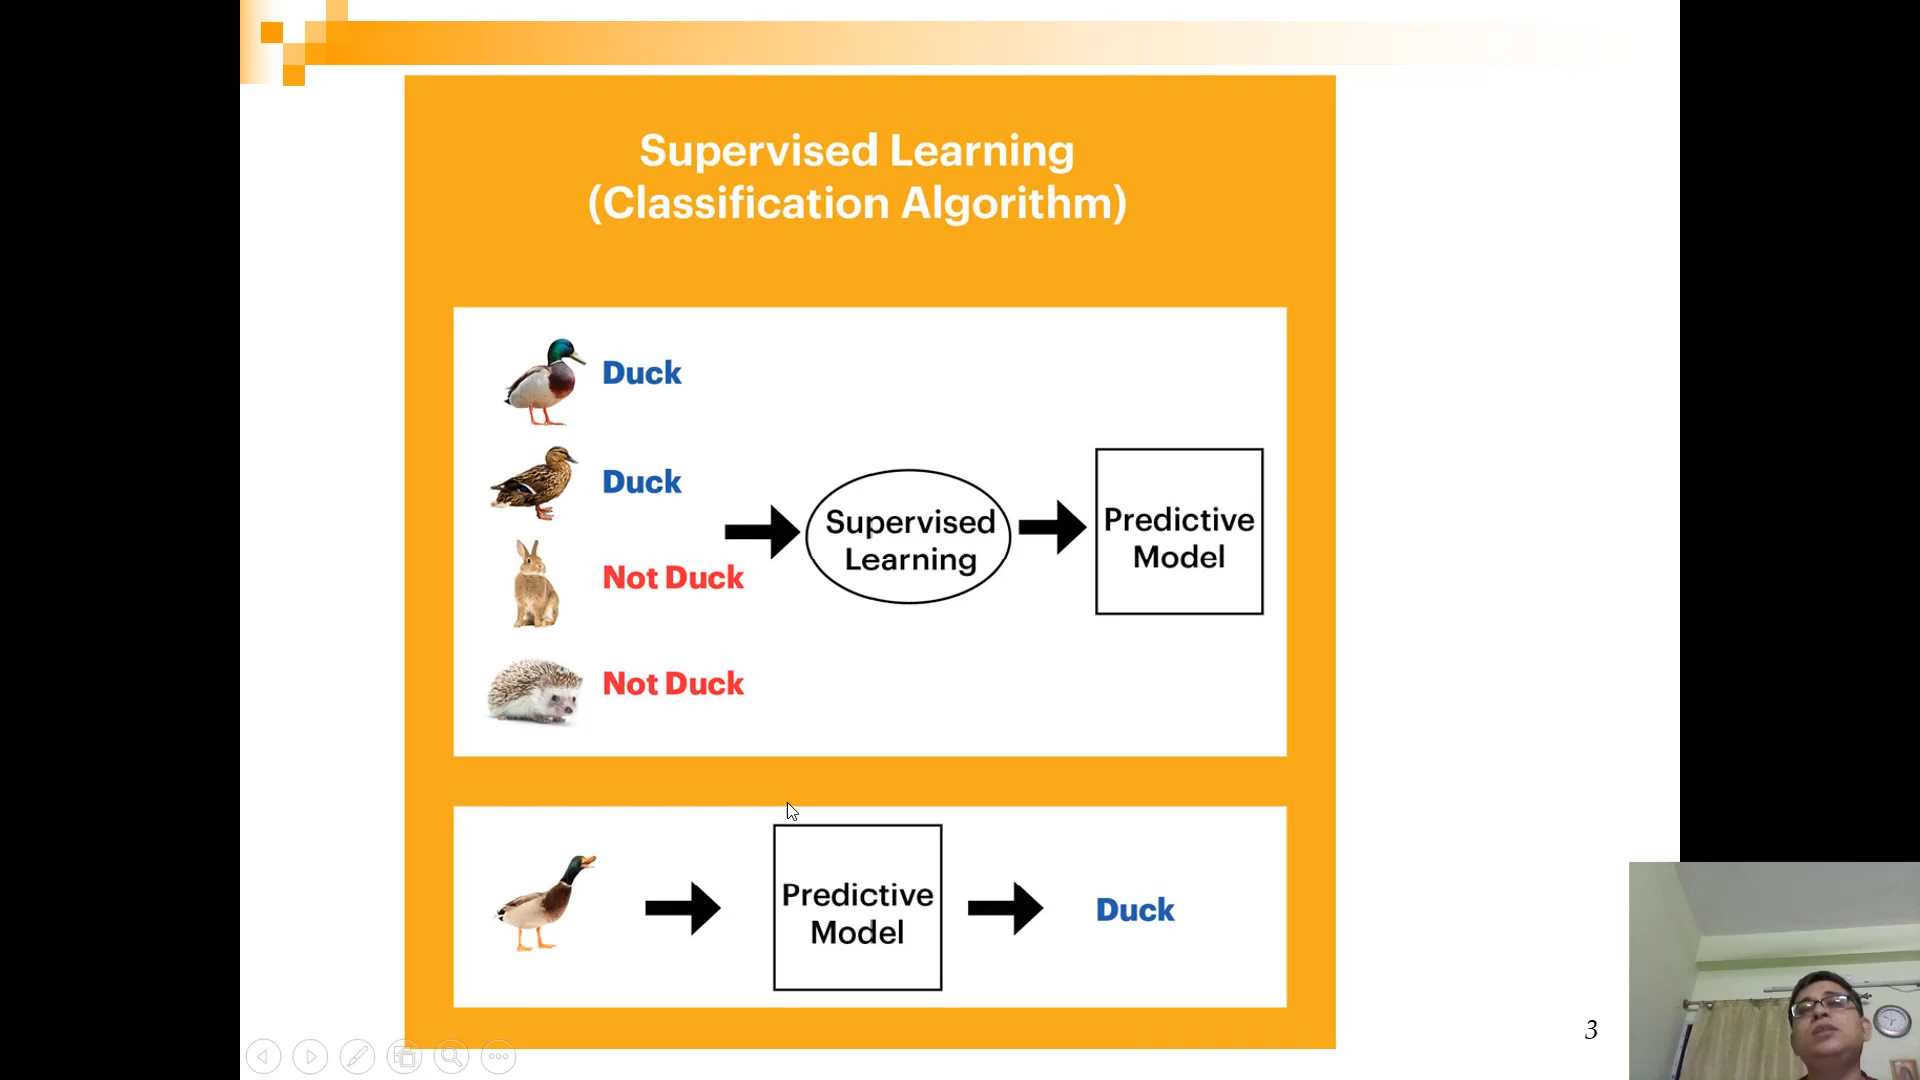 Supervised Learning
(Classification Algorithm)
Duck
Duck
Not Duck
Not Duck
Supervised
Learning
Predictive
Model
Predictive
Model
Duck
3